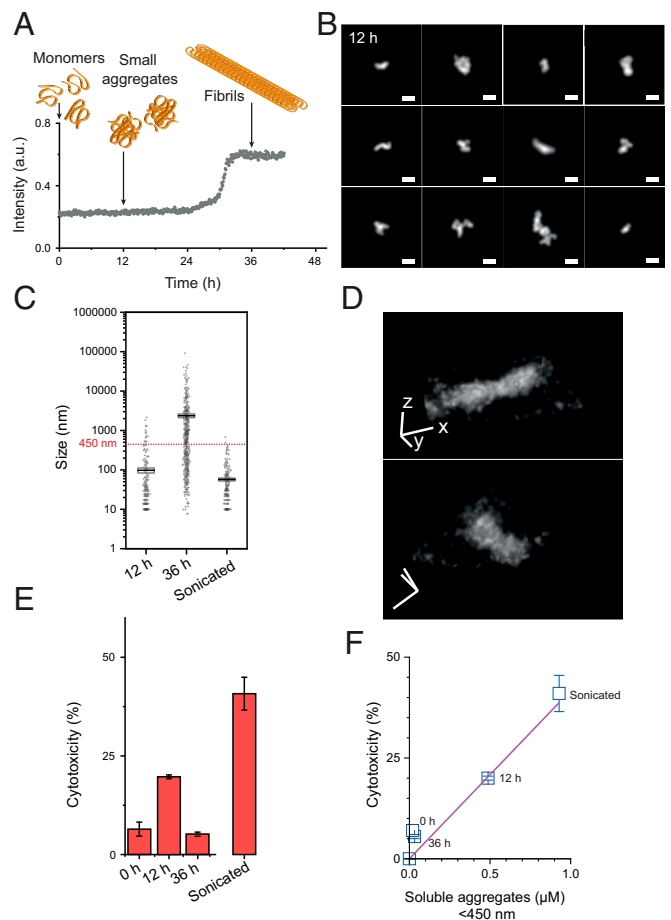 A
Monomers
Small
aggregates
Fibrils
0.8
0.4
0.0
Intensity (a.u.)
0
12
24
36
48
Time (h)
B
12 h
C
1000000
100000
10000
1000
450 nm
100
10
1
Size (nm)
12 h
36 h
Sonicated
D
z
x
y
E
50
25
0
Cytotoxicity (%)
0 h
12 h
36 h
Sonicated
F
50
25
0
Cytotoxicity (%)
Sonicated
12 h
0 h
36 h
0.0
0.5
1.0
Soluble aggregates (µM)
<450 nm